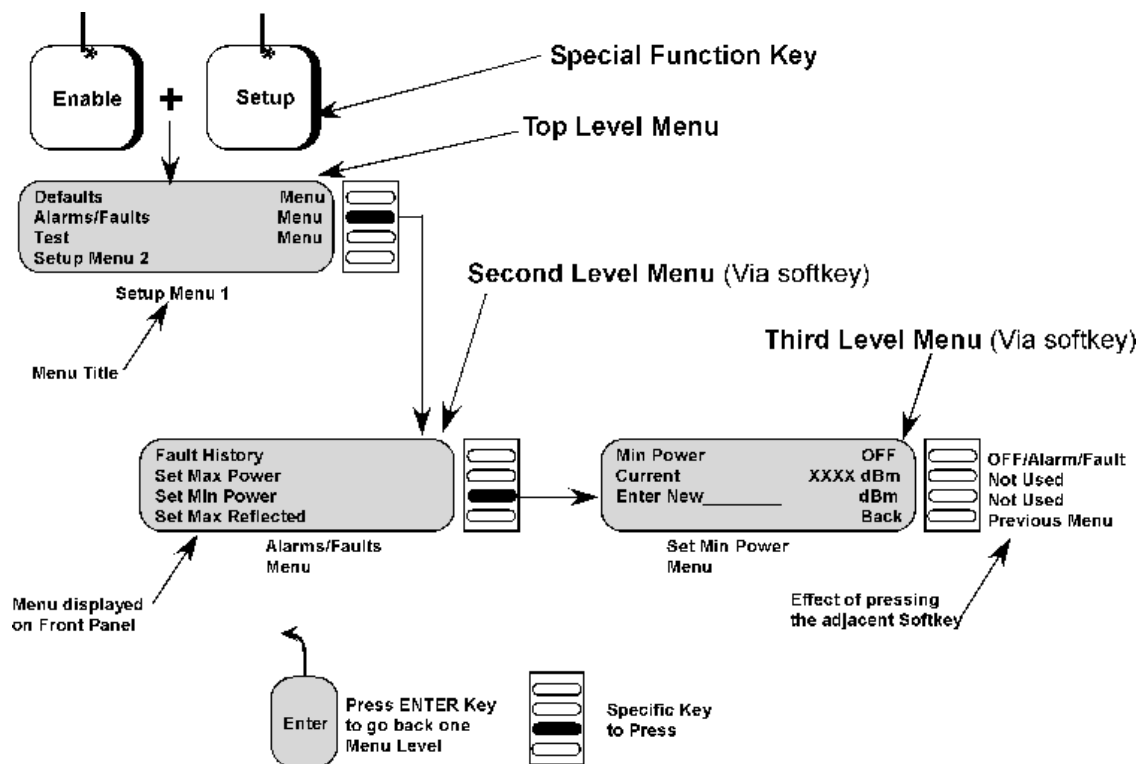 *
*
Enable
+
Setup
Special Function Key
Top Level Menu
Defaults Menu
Alarms/Faults Menu
Test Menu
Setup Menu 2
Setup Menu 1
Menu Title
Second Level Menu (Via softkey)
Third Level Menu (Via softkey)
Fault History
Set Max Power
Set Min Power
Set Max Reflected
Alarms/Faults
Menu
Menu displayed
on Front Panel
Min Power OFF
Current XXXX dBm
Enter New________ dBm
Back
Set Min Power
Menu
OFF/Alarm/Fault
Not Used
Not Used
Previous Menu
Effect of pressing
the adjacent Softkey
Enter
Press ENTER Key
to go back one
Menu Level
Specific Key
to Press